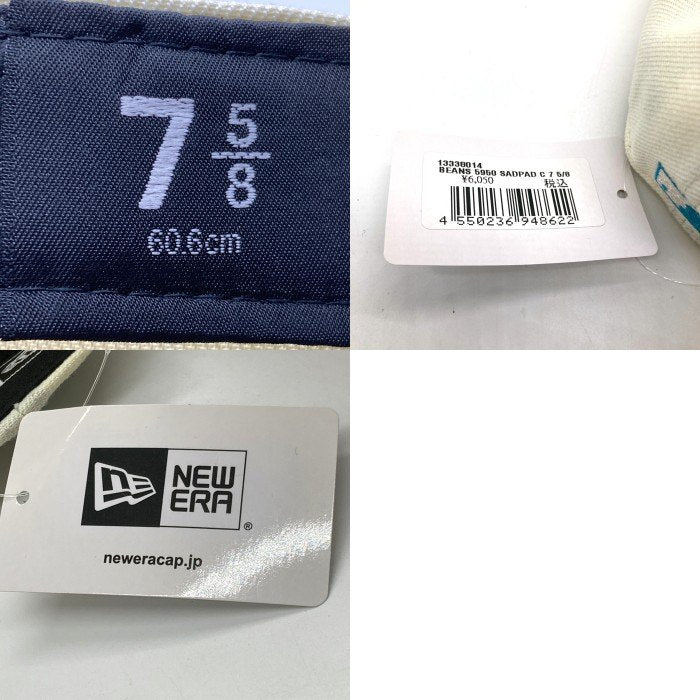 7 5/8
60.6cm
13338014
BEANS 5950 SADPAD C 7 5/8
¥6,050 税込
4 550236 948622
NEW
ERA
®
neweracap.jp